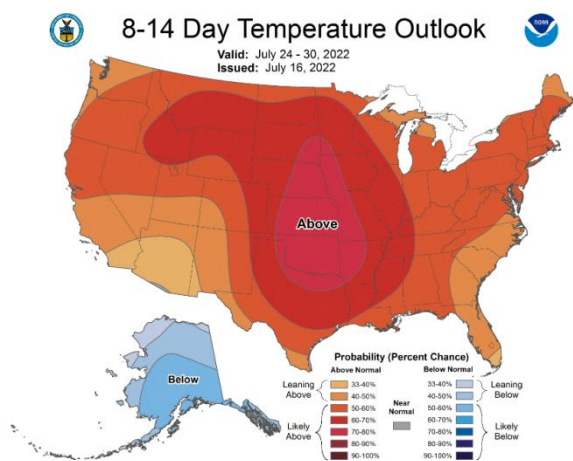 8-14 Day Temperature Outlook
Valid: July 24 - 30, 2022
Issued: July 16, 2022
NOAA
Above
Below
Probability (Percent Chance)
Above Normal
Below Normal
Leaning Above
33-40%
40-50%
Likely Above
50-60%
60-70%
70-80%
80-90%
90-100%
Near Normal
33-40%
40-50%
Leaning Below
50-60%
60-70%
70-80%
80-90%
90-100%
Likely Below